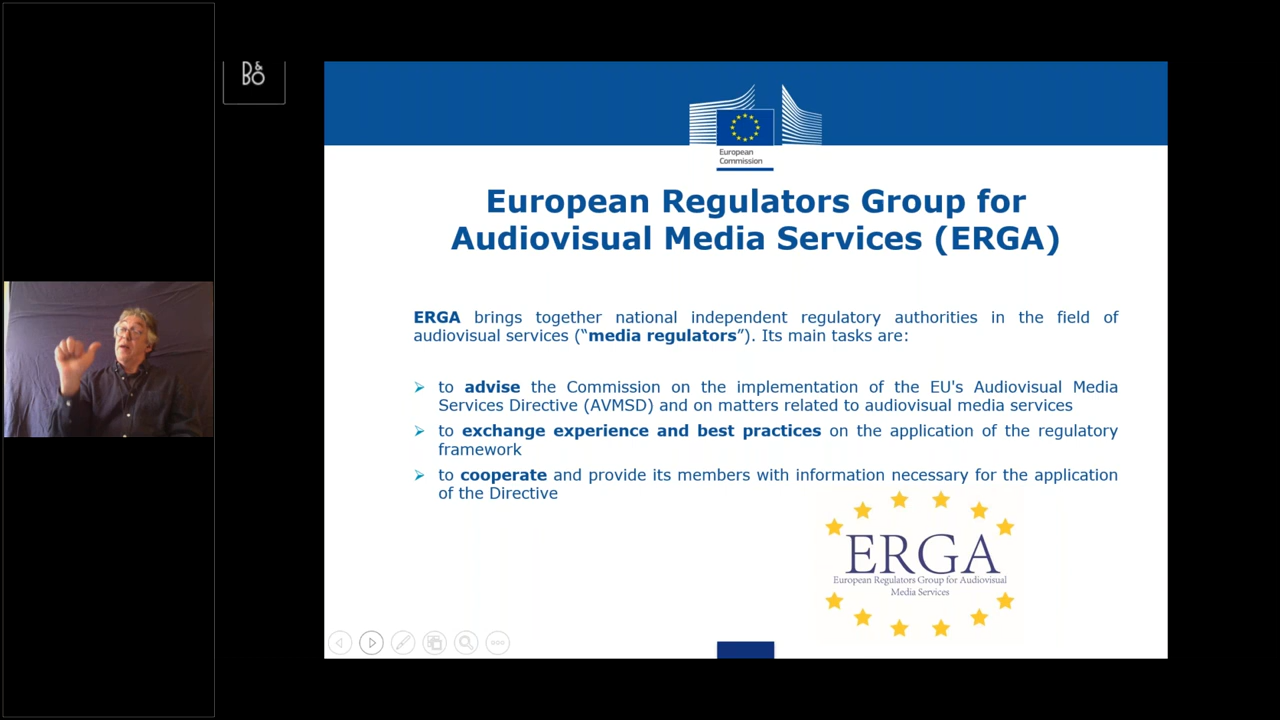 B&O
European
Commission
European Regulators Group for
Audiovisual Media Services (ERGA)
ERGA brings together national independent regulatory authorities in the field of
audiovisual services (“media regulators”). Its main tasks are:
to advise the Commission on the implementation of the EU's Audiovisual Media
Services Directive (AVMSD) and on matters related to audiovisual media services
to exchange experience and best practices on the application of the regulatory
framework
to cooperate and provide its members with information necessary for the application
of the Directive
ERGA
European Regulators Group for Audiovisual
Media Services